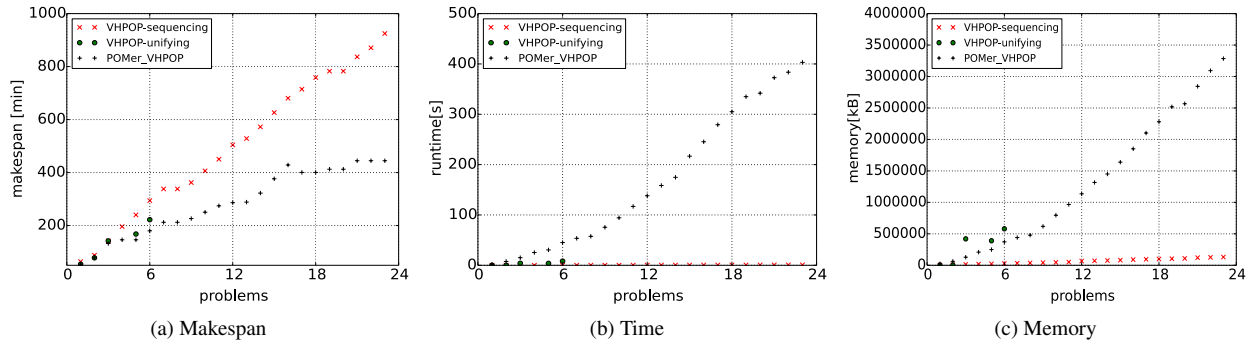 VHPOP-sequencing
VHPOP-unifying
POMer_VHPOP
makespan [min]
1000
800
600
400
200
0
6
12
18
24
problems
(a) Makespan
VHPOP-sequencing
VHPOP-unifying
POMer_VHPOP
runtime[s]
500
400
300
200
100
0
0
6
12
18
24
problems
(b) Time
VHPOP-sequencing
VHPOP-unifying
POMer_VHPOP
memory[kB]
4000000
3500000
3000000
2500000
2000000
1500000
1000000
500000
0
0
6
12
18
24
problems
(c) Memory